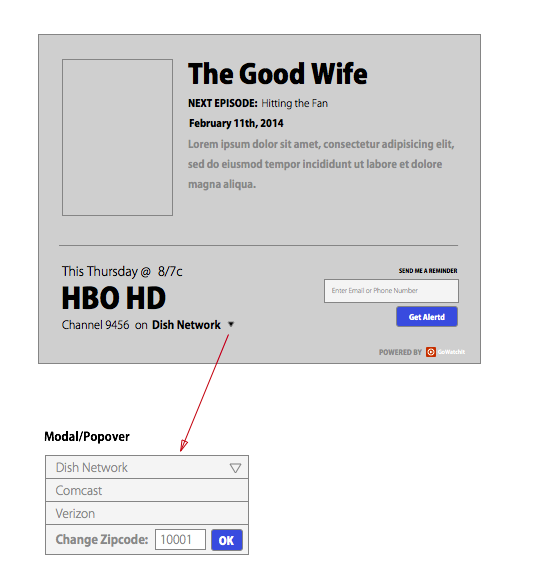 The Good Wife
NEXT EPISODE: Hitting the Fan
February 11th, 2014
Lorem ipsum dolor sit amet, consectetur adipisicing elit,
sed do eiusmod tempor incididunt ut labore et dolore
magna aliqua.
This Thursday @ 8/7c
HBO HD
Channel 9456 on Dish Network
SEND ME A REMINDER
Enter Email or Phone Number
Get Alertd
POWERED BY GoWatchIt
Modal/Popover
Dish Network
Comcast
Verizon
Change Zipcode: 10001 OK